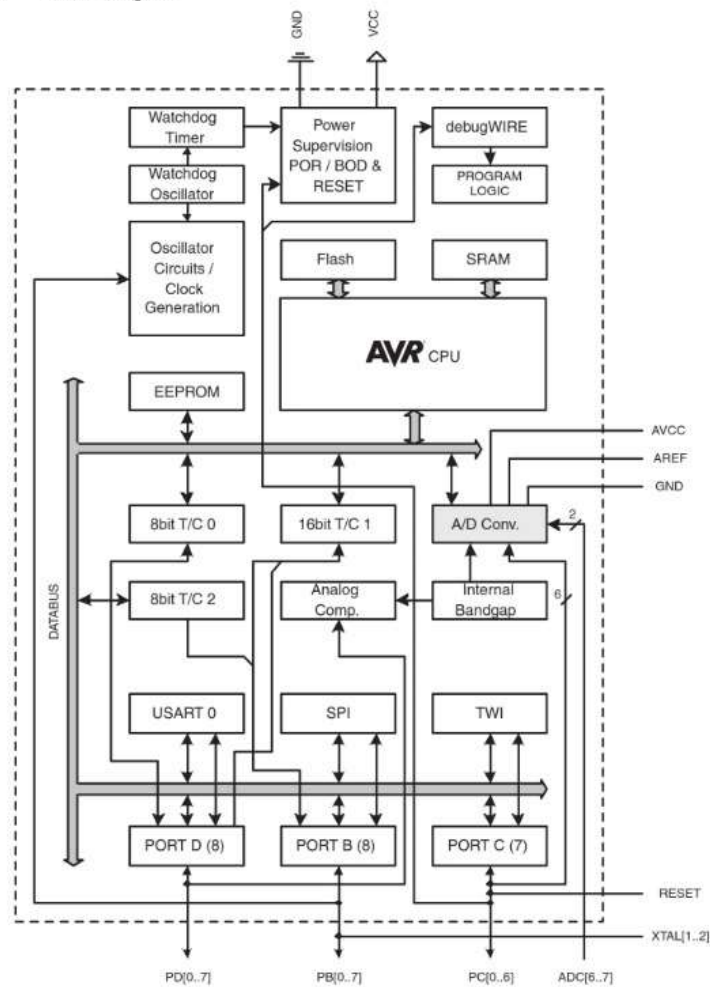 GND
VCC
Watchdog
Timer
Power
Supervision
POR / BOD &
RESET
debugWIRE
Watchdog
Oscillator
PROGRAM
LOGIC
Oscillator
Circuits /
Clock
Generation
Flash
SRAM
AVR CPU
EEPROM
AVCC
AREF
GND
8bit T/C 0
16bit T/C 1
A/D Conv.
2
DATABUS
8bit T/C 2
Analog
Comp.
Internal
Bandgap
6
USART 0
SPI
TWI
PORT D (8)
PORT B (8)
PORT C (7)
RESET
XTAL[1..2]
PD[0..7]
PB[0..7]
PC[0..6]
ADC[6..7]